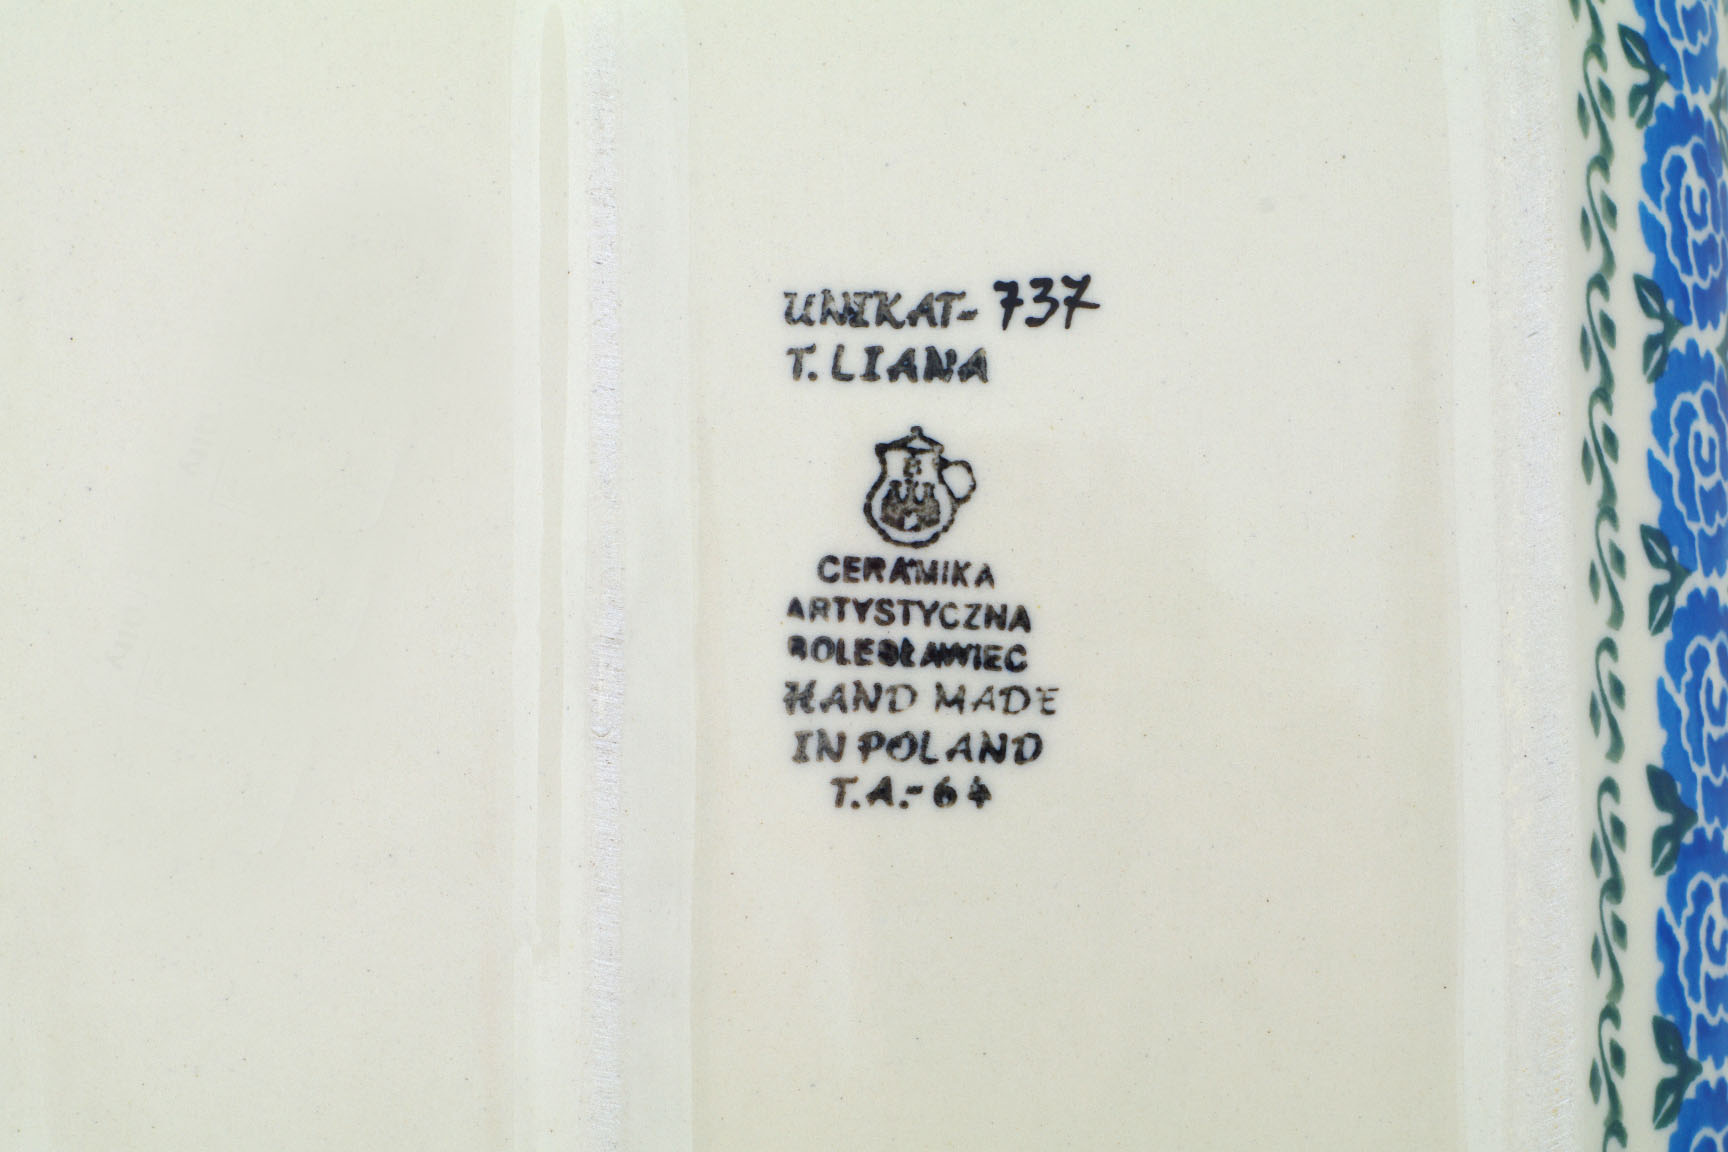 UNIKAT-737
T. LIANA
CERAMIKA
ARTYSTYCZNA
BOLESŁAWIEC
HAND MADE
IN POLAND
T.A.-64